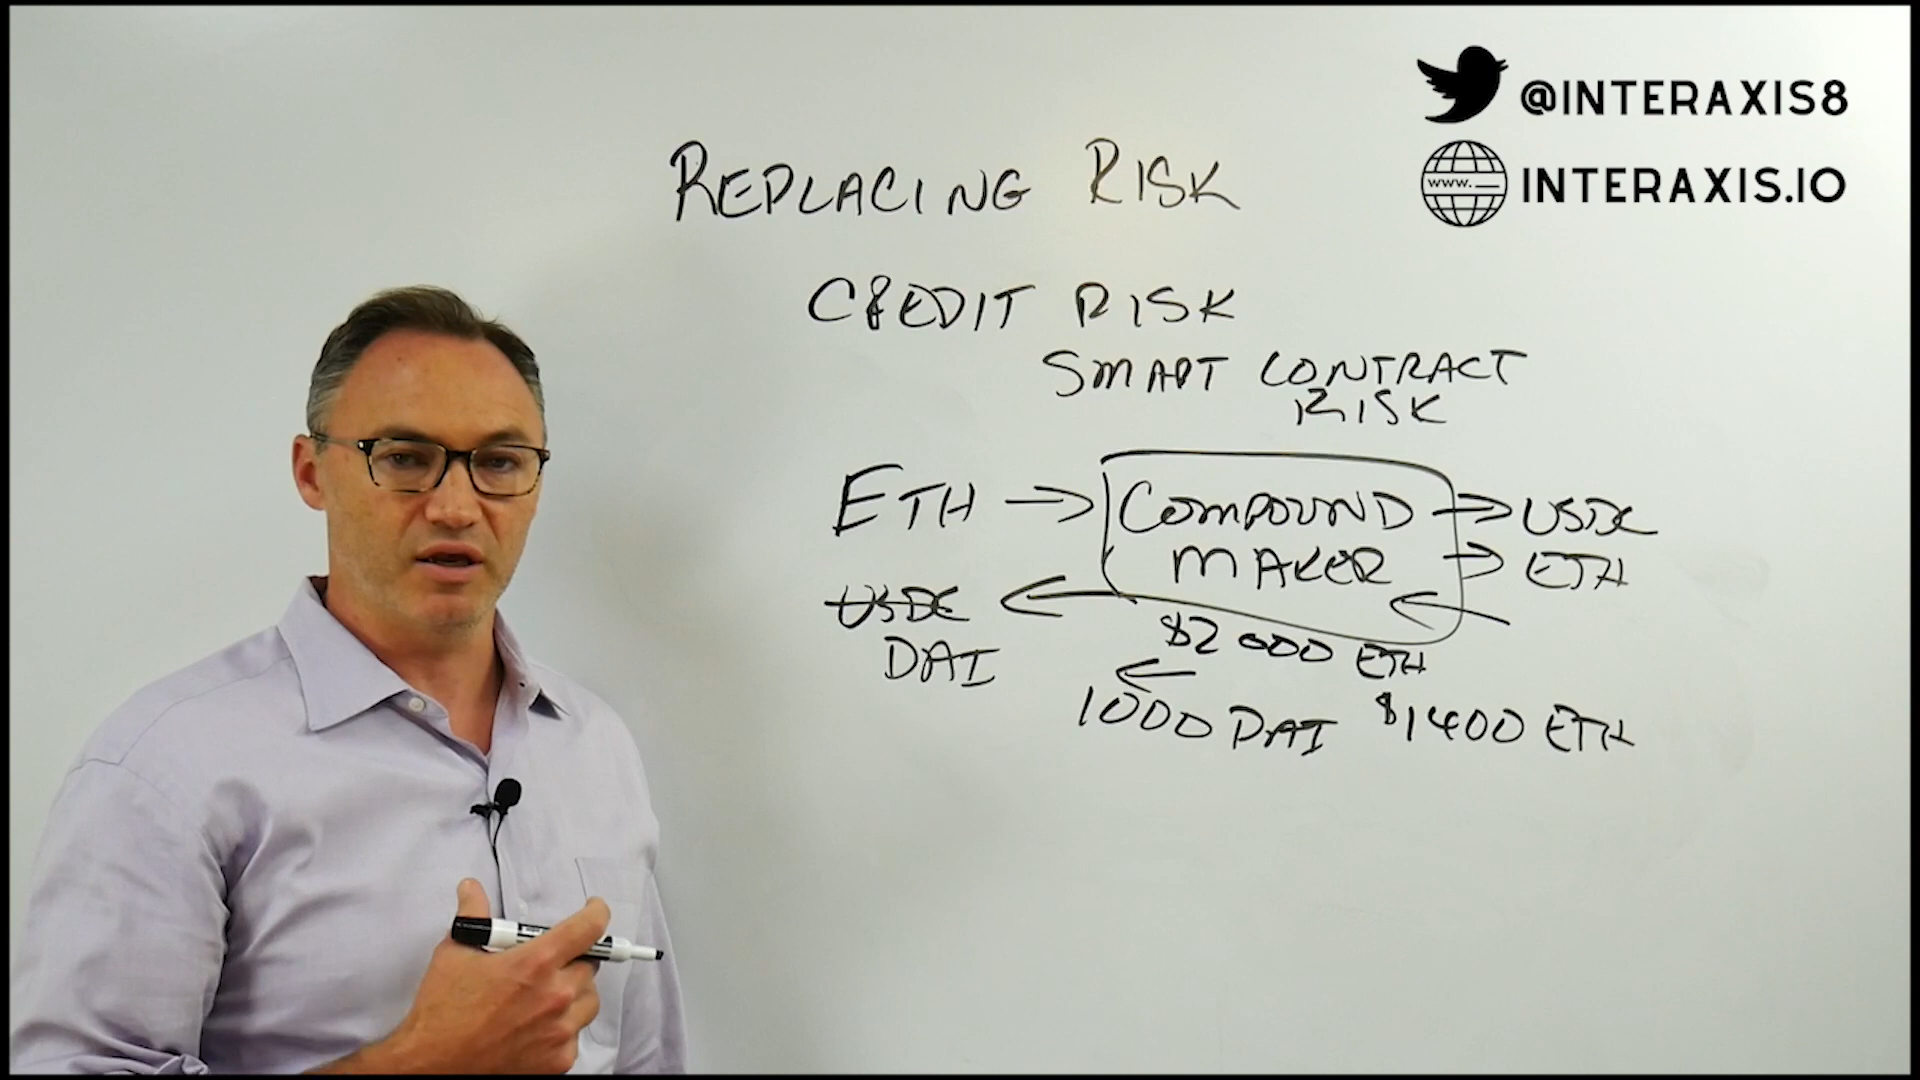 @INTERAXIS8
www.
INTERAXIS.IO
REPLACING RISK
CREDIT RISK
SMART CONTRACT
RISK
ETH → COMPOUND → USDC
MAKER → ETH
USDC ← ←
DAI $2000 ETH
←
1000 DAI $1400 ETH